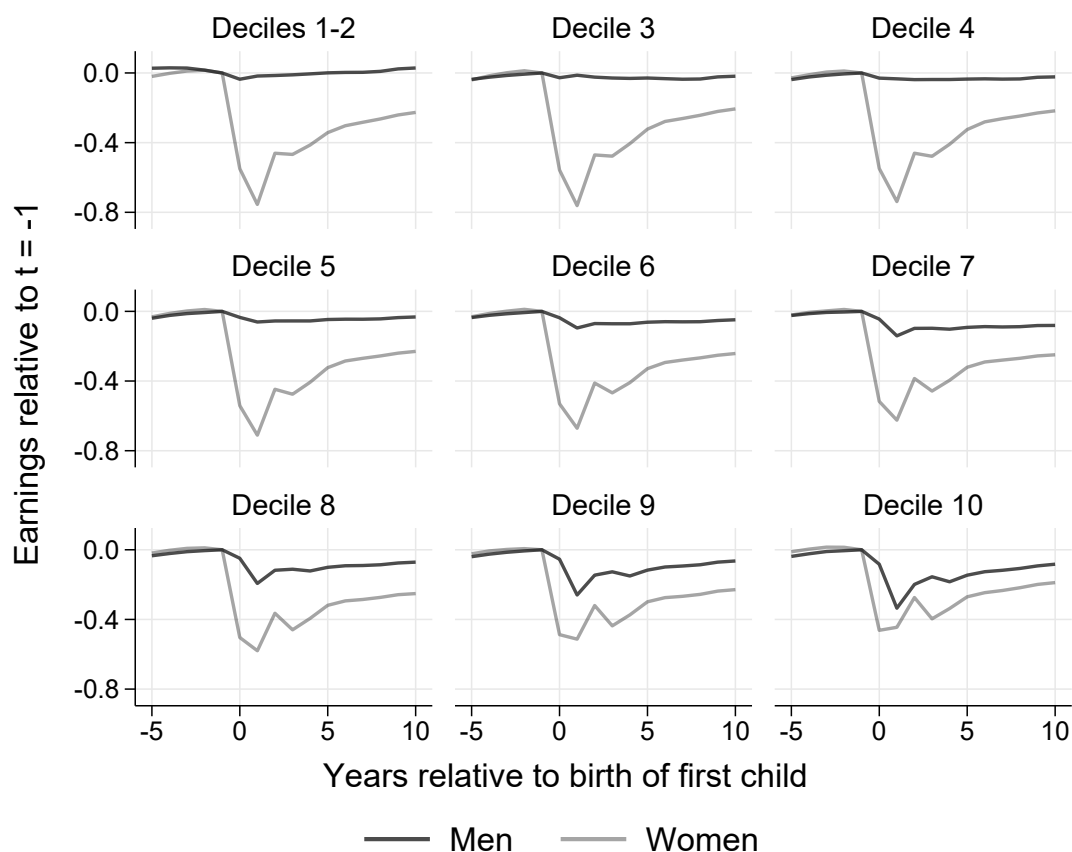 Deciles 1-2
Decile 3
Decile 4
0.0
-0.4
-0.8
Decile 5
Decile 6
Decile 7
0.0
-0.4
-0.8
Decile 8
Decile 9
Decile 10
0.0
-0.4
-0.8
-5 0 5 10
-5 0 5 10
-5 0 5 10
Earnings relative to t = -1
Years relative to birth of first child
Men
Women